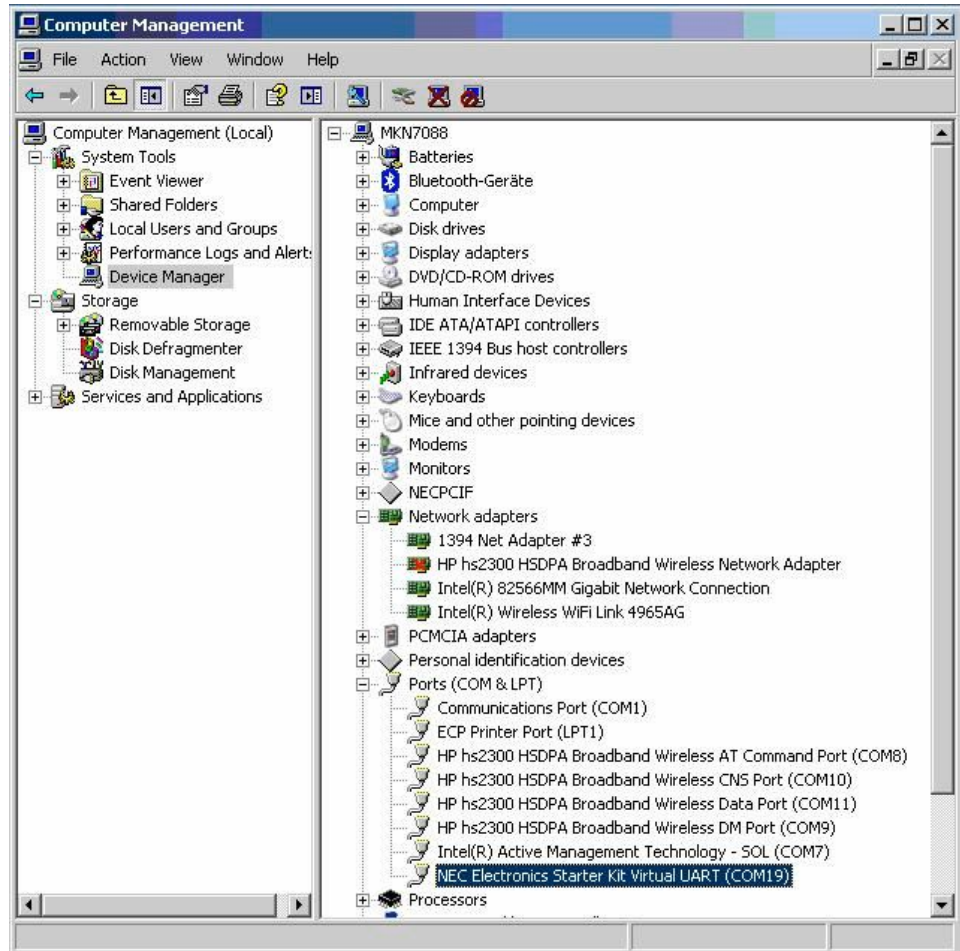 Computer Management
File Action View Window Help
Computer Management (Local)
System Tools
Event Viewer
Shared Folders
Local Users and Groups
Performance Logs and Alert
Device Manager
Storage
Removable Storage
Disk Defragmenter
Disk Management
Services and Applications
MKN7088
Batteries
Bluetooth-Geräte
Computer
Disk drives
Display adapters
DVD/CD-ROM drives
Human Interface Devices
IDE ATA/ATAPI controllers
IEEE 1394 Bus host controllers
Infrared devices
Keyboards
Mice and other pointing devices
Modems
Monitors
NECPCIF
Network adapters
1394 Net Adapter #3
HP hs2300 HSDPA Broadband Wireless Network Adapter
Intel(R) 82566MM Gigabit Network Connection
Intel(R) Wireless WiFi Link 4965AG
PCMCIA adapters
Personal identification devices
Ports (COM & LPT)
Communications Port (COM1)
ECP Printer Port (LPT1)
HP hs2300 HSDPA Broadband Wireless AT Command Port (COM8)
HP hs2300 HSDPA Broadband Wireless CNS Port (COM10)
HP hs2300 HSDPA Broadband Wireless Data Port (COM11)
HP hs2300 HSDPA Broadband Wireless DM Port (COM9)
Intel(R) Active Management Technology - SOL (COM7)
NEC Electronics Starter Kit Virtual UART (COM19)
Processors